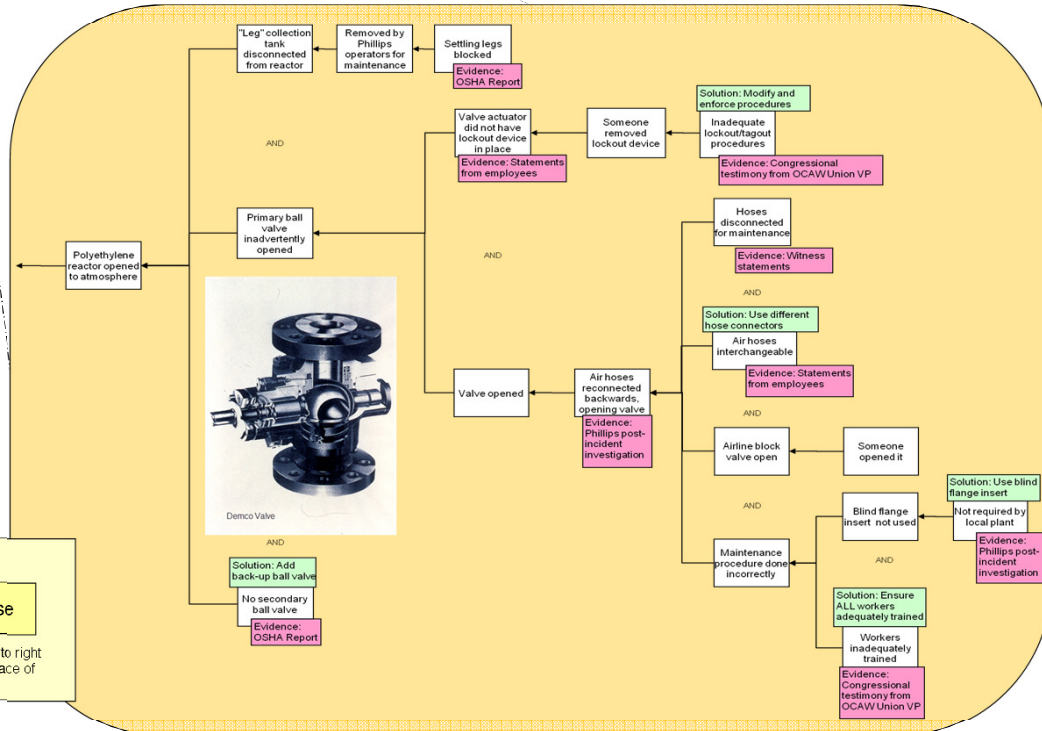 "Leg" collection
tank
disconnected
from reactor
Removed by
Phillips
operators for
maintenance
Settling legs
blocked
Evidence:
OSHA Report
AND
Valve actuator
did not have
lockout device
in place
Evidence: Statements
from employees
Someone
removed
lockout device
Solution: Modify and
enforce procedures
Inadequate
lockout/tagout
procedures
Evidence: Congressional
testimony from OCAW Union VP
Polyethylene
reactor opened
to atmosphere
Primary ball
valve
inadvertently
opened
AND
Hoses
disconnected
for maintenance
Evidence: Witness
statements
AND
Solution: Use different
hose connectors
Air hoses
interchangeable
Evidence: Statements
from employees
Valve opened
Air hoses
reconnected
backwards,
opening valve
Evidence:
Phillips post-
incident
investigation
AND
Airline block
valve open
Someone
opened it
AND
Maintenance
procedure done
incorrectly
Blind flange
insert not used
Solution: Use blind
flange insert
Not required by
local plant
Evidence:
Phillips post-
incident
investigation
AND
Solution: Ensure
ALL workers
adequately trained
Workers
inadequately
trained
Evidence:
Congressional
testimony from
OCAW Union VP
Demco Valve
AND
Solution: Add
back-up ball valve
No secondary
ball valve
Evidence:
OSHA Report
se
to right
ace of